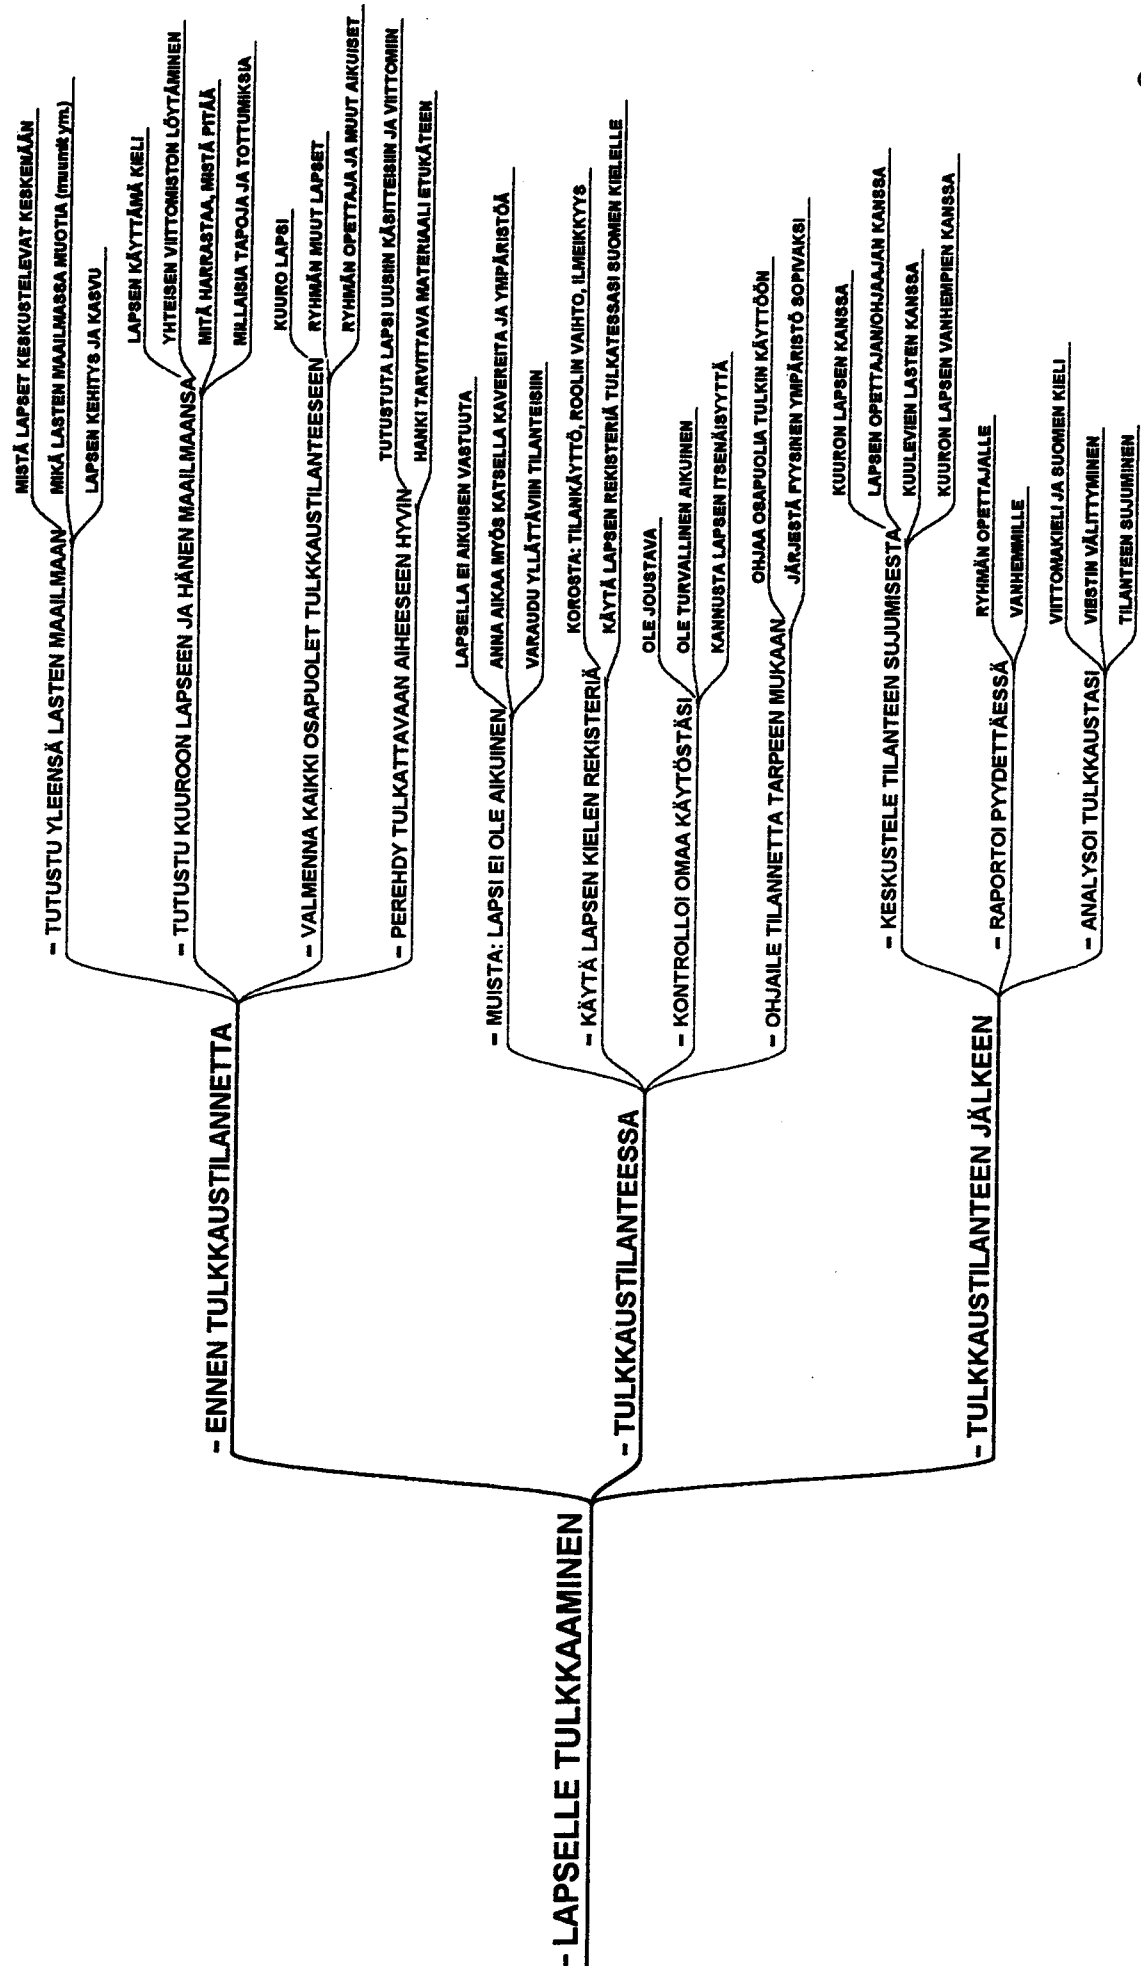 – LAPSELLE TULKKAAMINEN
– ENNEN TULKKAUSTILANNETTA
– TUTUSTU YLEENSÄ LASTEN MAAILMAAN
MISTÄ LAPSET KESKUSTELEVAT KESKENÄÄN
MIKÄ LASTEN MAAILMASSA MUOTIA (muumit ym.)
LAPSEN KEHITYS JA KASVU
– TUTUSTU KUUROON LAPSEEN JA HÄNEN MAAILMAANSA
LAPSEN KÄYTTÄMÄ KIELI
YHTEISEN VIITTOMISTON LÖYTÄMINEN
MITÄ HARRASTAA, MISTÄ PITÄÄ
MILLAISIA TAPOJA JA TOTTUMIKSIA
– VALMENNA KAIKKI OSAPUOLET TULKKAUSTILANTEESEEN
KUURO LAPSI
RYHMÄN MUUT LAPSET
RYHMÄN OPETTAJA JA MUUT AIKUISET
– PEREHDY TULKATTAVAAN AIHEESEEN HYVIN
TUTUSTUTA LAPSI UUSIIN KÄSITTEISIIN JA VIITTOMIIN
HANKI TARVITTAVA MATERIAALI ETUKÄTEEN
– TULKKAUSTILANTEESSA
– MUISTA: LAPSI EI OLE AIKUINEN
LAPSELLA EI AIKUISEN VASTUUTA
ANNA AIKAA MYÖS KATSELLA KAVEREITA JA YMPÄRISTÖÄ
VARAUDU YLLÄTTÄVIIN TILANTEISIIN
– KÄYTÄ LAPSEN KIELEN REKISTERIÄ
KOROSTA: TILANKÄYTTÖ, ROOLIN VAIHTO, ILMEIKKYYS
KÄYTÄ LAPSEN REKISTERIÄ TULKATESSASI SUOMEN KIELELLE
– KONTROLLOI OMAA KÄYTÖSTÄSI
OLE JOUSTAVA
OLE TURVALLINEN AIKUINEN
KANNUSTA LAPSEN ITSENÄISYYTTÄ
– OHJAILE TILANNETTA TARPEEN MUKAAN
OHJAA OSAPUOLIA TULKIN KÄYTTÖÖN
JÄRJESTÄ FYYSINEN YMPÄRISTÖ SOPIVAKSI
– TULKKAUSTILANTEEN JÄLKEEN
– KESKUSTELE TILANTEEN SUJUMISESTA
KUURON LAPSEN KANSSA
LAPSEN OPETTAJAN/OHJAAJAN KANSSA
KUULEVIEN LASTEN KANSSA
KUURON LAPSEN VANHEMPIEN KANSSA
– RAPORTOI PYYDETTÄESSÄ
RYHMÄN OPETTAJALLE
VANHEMMILLE
– ANALYSOI TULKKAUSTASI
VIITTOMAKIELI JA SUOMEN KIELI
VIESTIN VÄLITTYMINEN
TILANTEEN SUJUMINEN